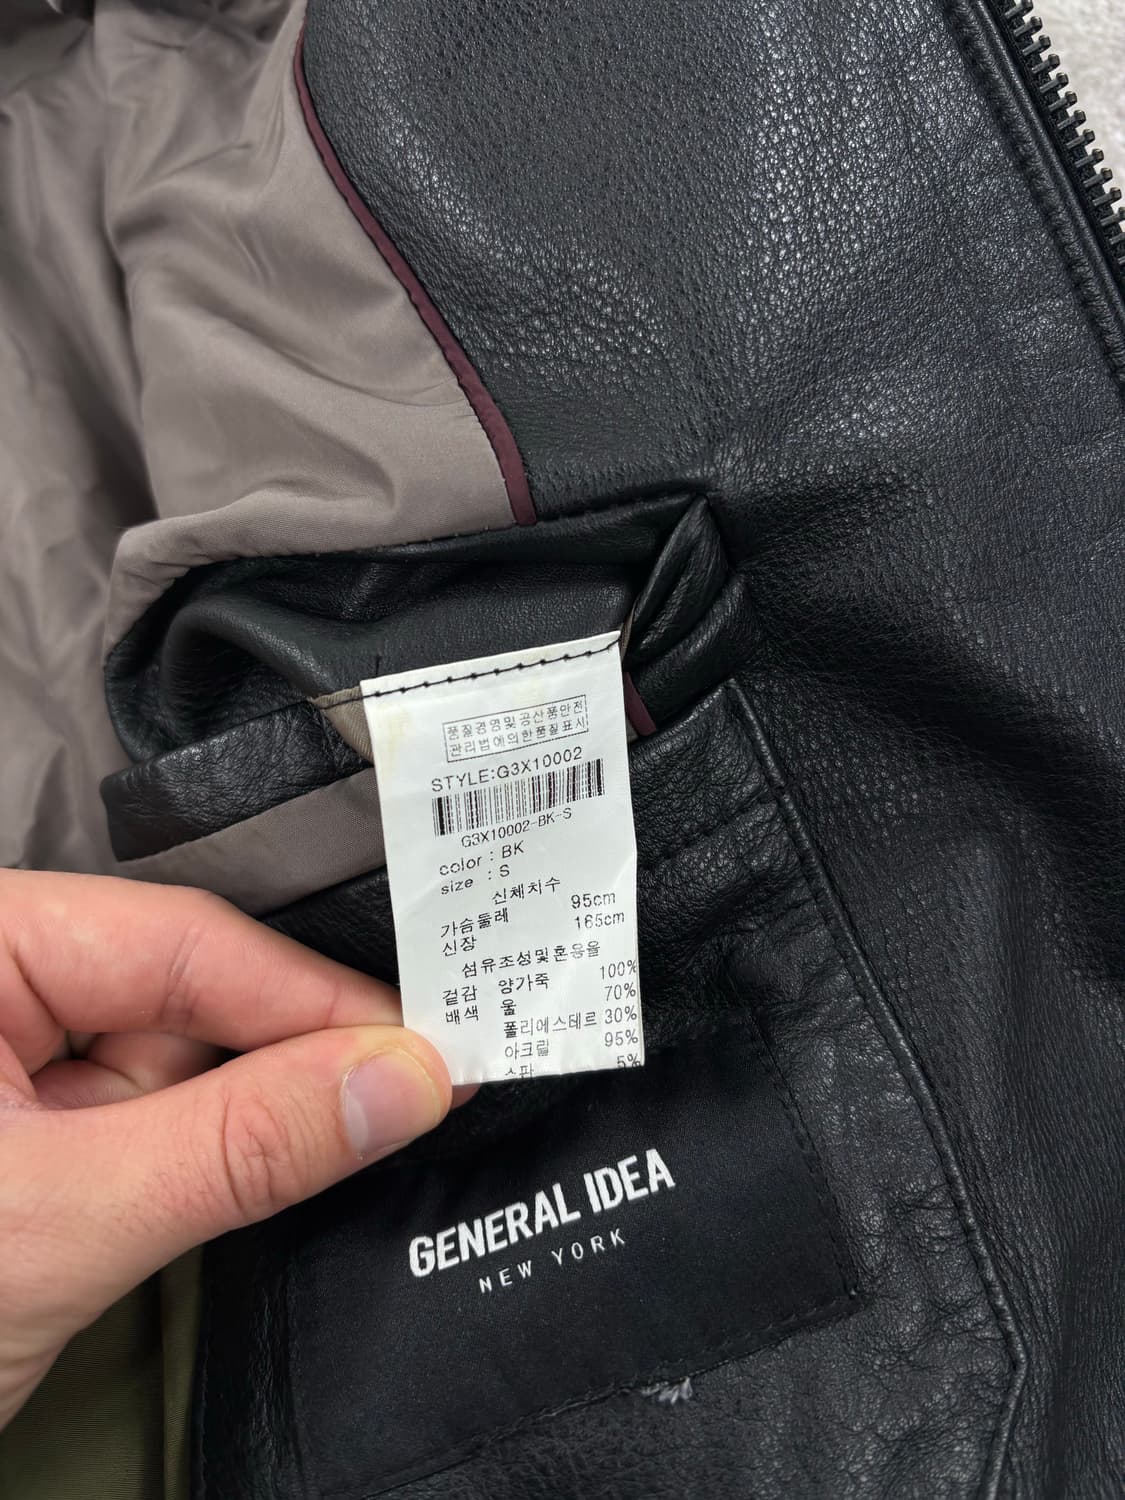 품질경영및공산품안전
관리법에의한품질표시
STYLE:G3X10002
G3X10002-BK-S
color : BK
size : S
신체치수
가슴둘레 95cm
신장 165cm
섬유조성및혼용율
겉감 양가죽 100%
배색 울 70%
폴리에스테르 30%
아크릴 95%
스판 5%
GENERAL IDEA
NEW YORK